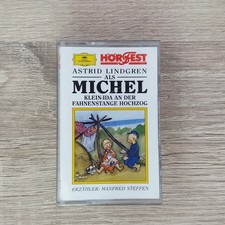 HÖRFEST
ASTRID LINDGREN
ALS
MICHEL
KLEIN-IDA AN DER
FAHNENSTANGE HOCHZOG
ERZÄHLER: MANFRED STEFFEN